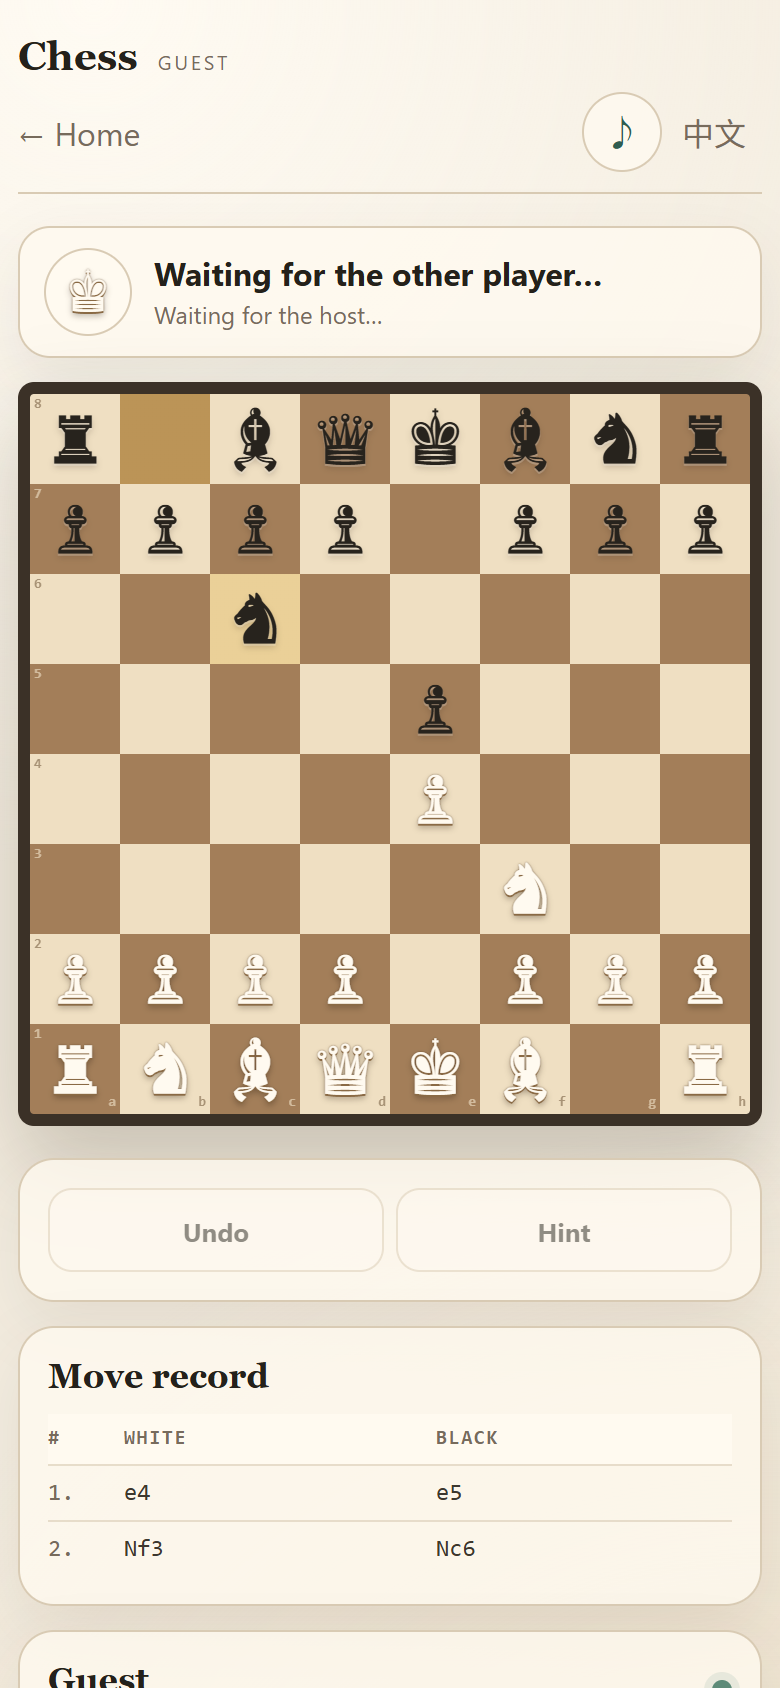 Chess GUEST
← Home
中文
Waiting for the other player...
Waiting for the host...
8
7
6
5
4
3
2
1
a b c d e f g h
Undo Hint
Move record
# WHITE BLACK
1. e4 e5
2. Nf3 Nc6
Guest